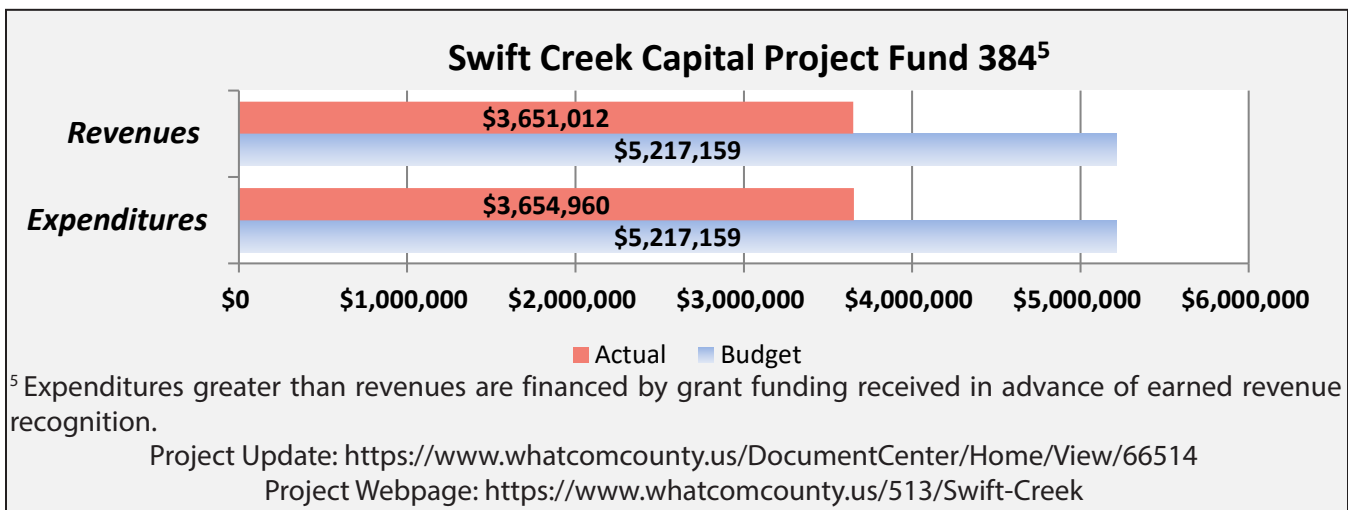 Swift Creek Capital Project Fund 384⁵
Revenues
$3,651,012
$5,217,159
Expenditures
$3,654,960
$5,217,159
$0 $1,000,000 $2,000,000 $3,000,000 $4,000,000 $5,000,000 $6,000,000
Actual Budget
⁵ Expenditures greater than revenues are financed by grant funding received in advance of earned revenue
recognition.
Project Update: https://www.whatcomcounty.us/DocumentCenter/Home/View/66514
Project Webpage: https://www.whatcomcounty.us/513/Swift-Creek